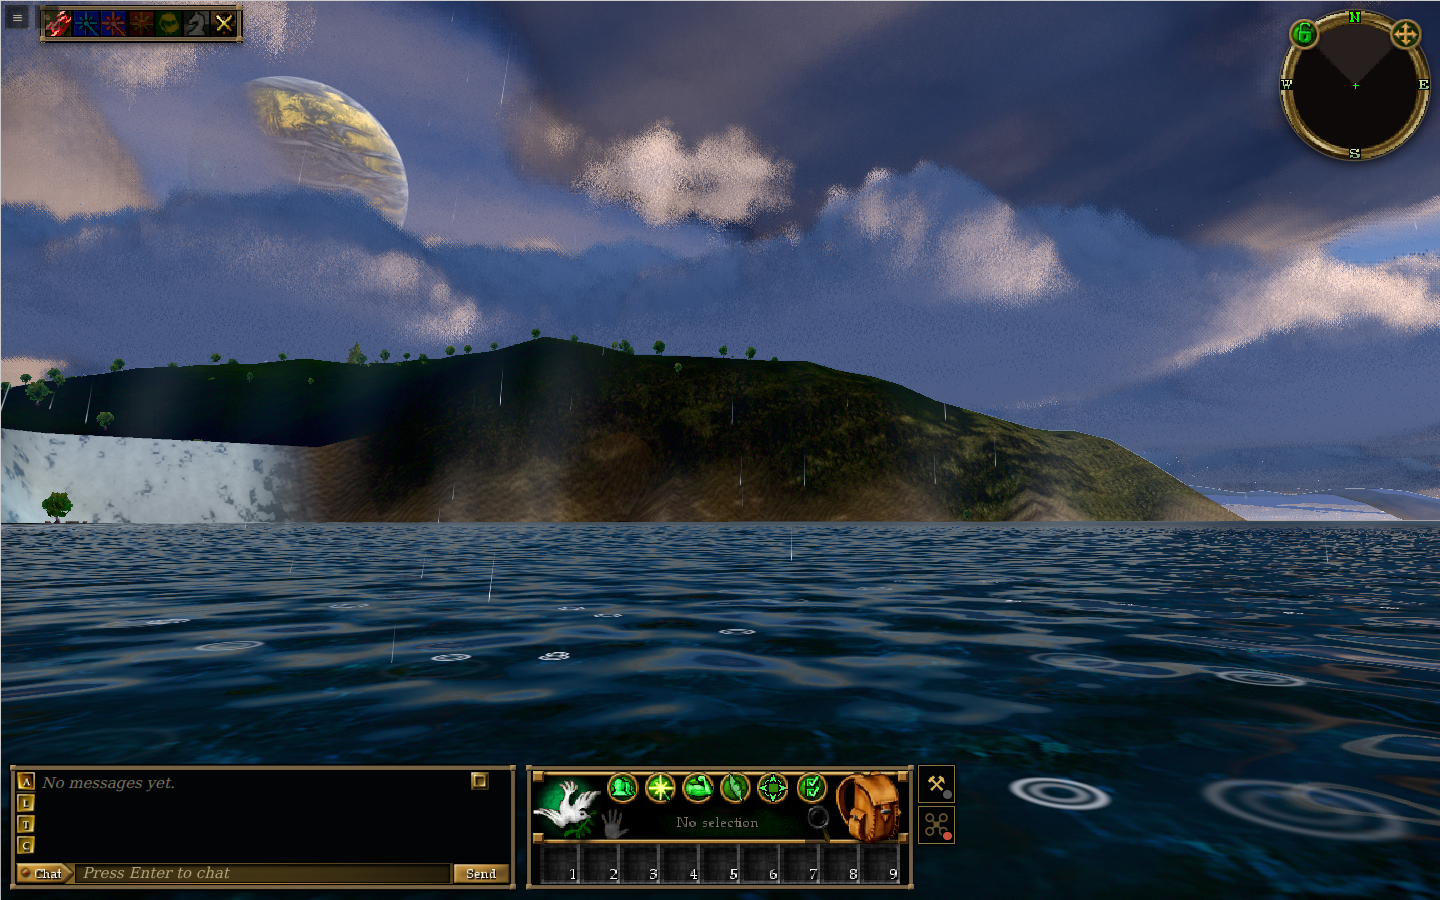 N
W
E
S
A
No messages yet.
L
T
C
Chat
Press Enter to chat
Send
No selection
1 2 3 4 5 6 7 8 9